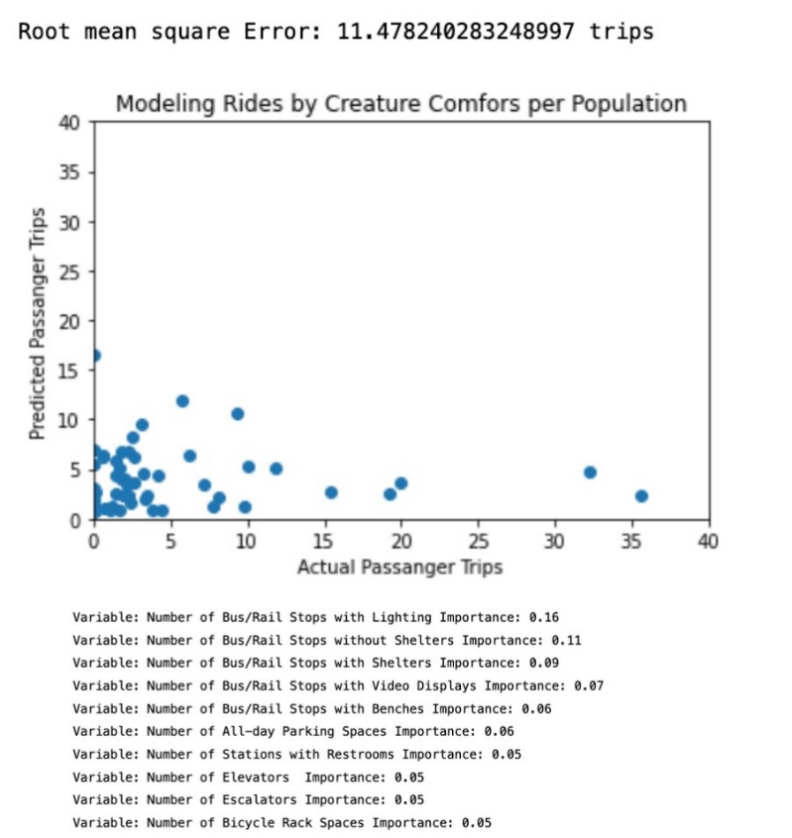 Root mean square Error: 11.478240283248997 trips
Modeling Rides by Creature Comfors per Population
40
35
30
25
20
15
10
5
0
Predicted Passanger Trips
0 5 10 15 20 25 30 35 40
Actual Passanger Trips
Variable: Number of Bus/Rail Stops with Lighting Importance: 0.16
Variable: Number of Bus/Rail Stops without Shelters Importance: 0.11
Variable: Number of Bus/Rail Stops with Shelters Importance: 0.09
Variable: Number of Bus/Rail Stops with Video Displays Importance: 0.07
Variable: Number of Bus/Rail Stops with Benches Importance: 0.06
Variable: Number of All-day Parking Spaces Importance: 0.06
Variable: Number of Stations with Restrooms Importance: 0.05
Variable: Number of Elevators  Importance: 0.05
Variable: Number of Escalators Importance: 0.05
Variable: Number of Bicycle Rack Spaces Importance: 0.05